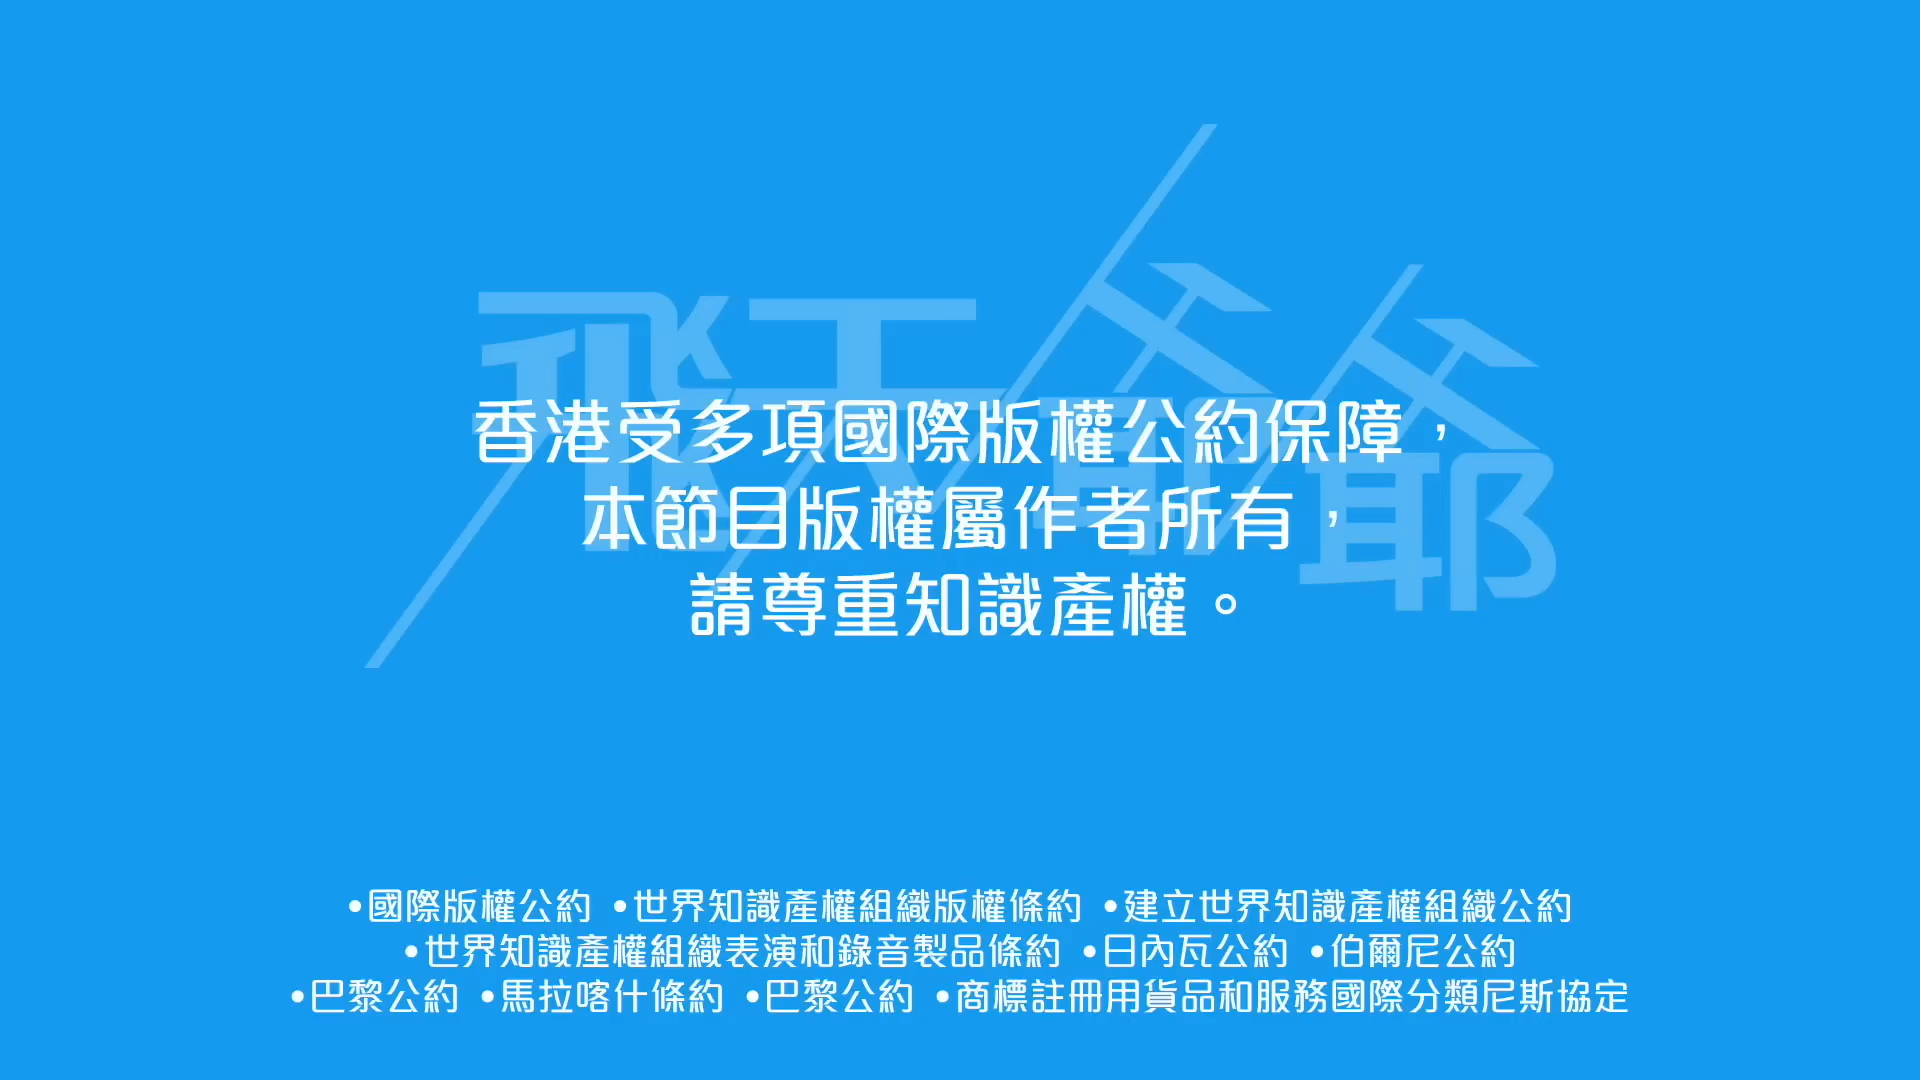 飛天爺爺
香港受多項國際版權公約保障，
本節目版權屬作者所有，
請尊重知識產權。
•國際版權公約 •世界知識產權組織版權條約 •建立世界知識產權組織公約
•世界知識產權組織表演和錄音製品條約 •日內瓦公約 •伯爾尼公約
•巴黎公約 •馬拉喀什條約 •巴黎公約 •商標註冊用貨品和服務國際分類尼斯協定